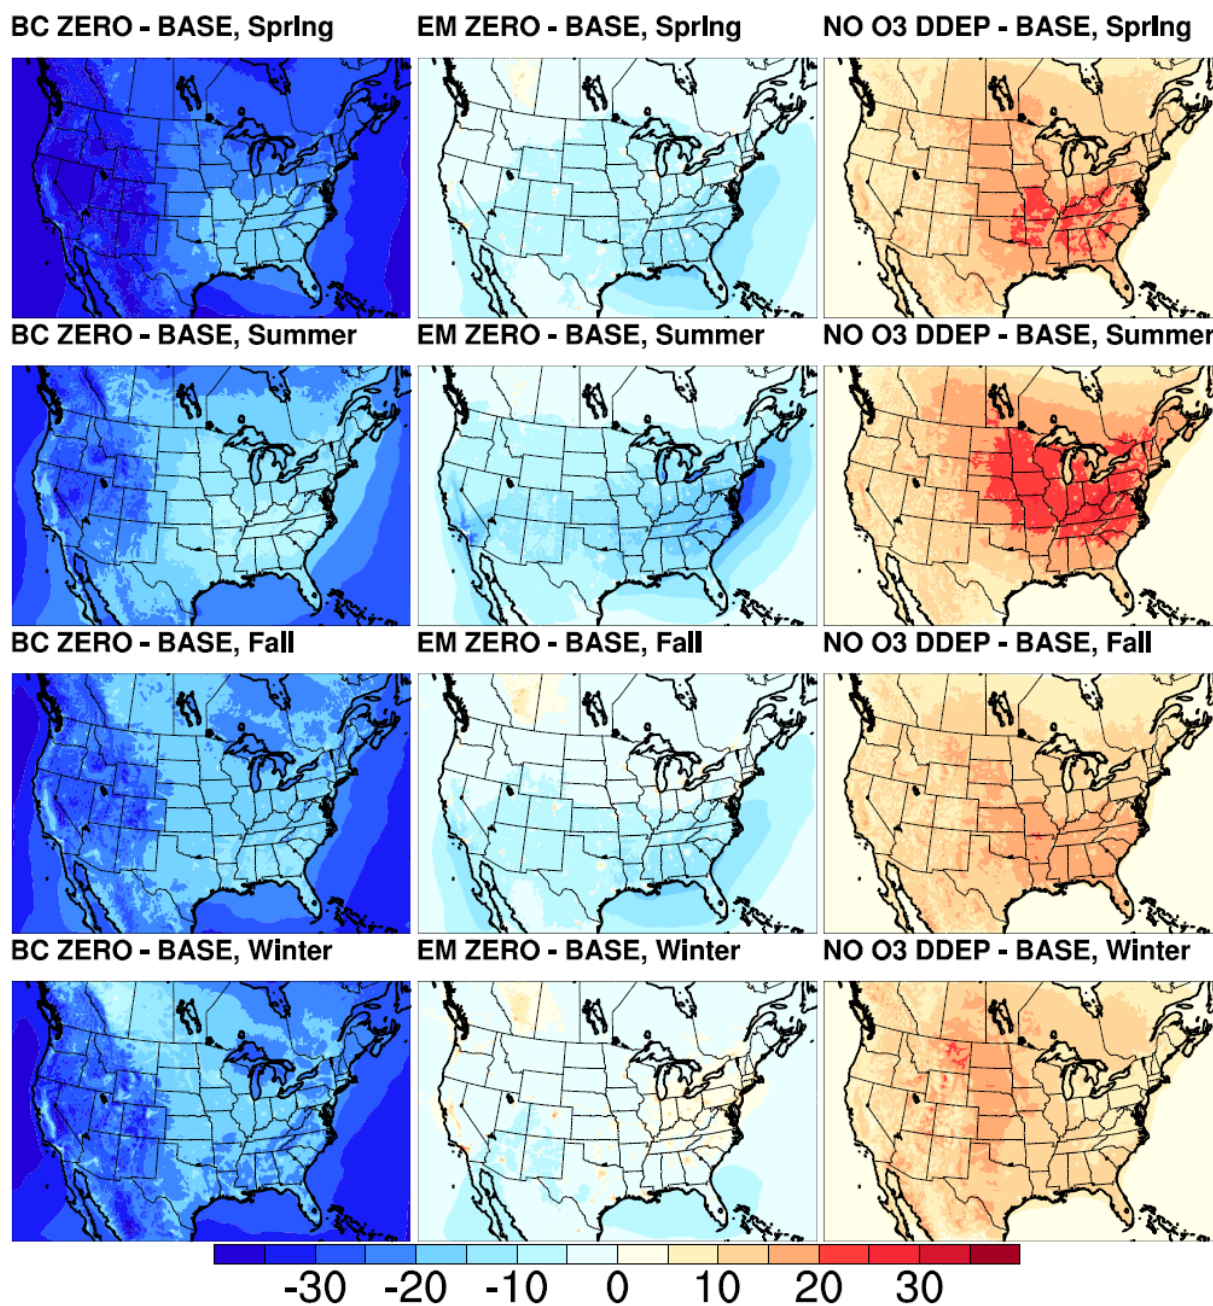 BC ZERO - BASE, Spring
EM ZERO - BASE, Spring
NO O3 DDEP - BASE, Spring
BC ZERO - BASE, Summer
EM ZERO - BASE, Summer
NO O3 DDEP - BASE, Summer
BC ZERO - BASE, Fall
EM ZERO - BASE, Fall
NO O3 DDEP - BASE, Fall
BC ZERO - BASE, Winter
EM ZERO - BASE, Winter
NO O3 DDEP - BASE, Winter
-30 -20 -10 0 10 20 30